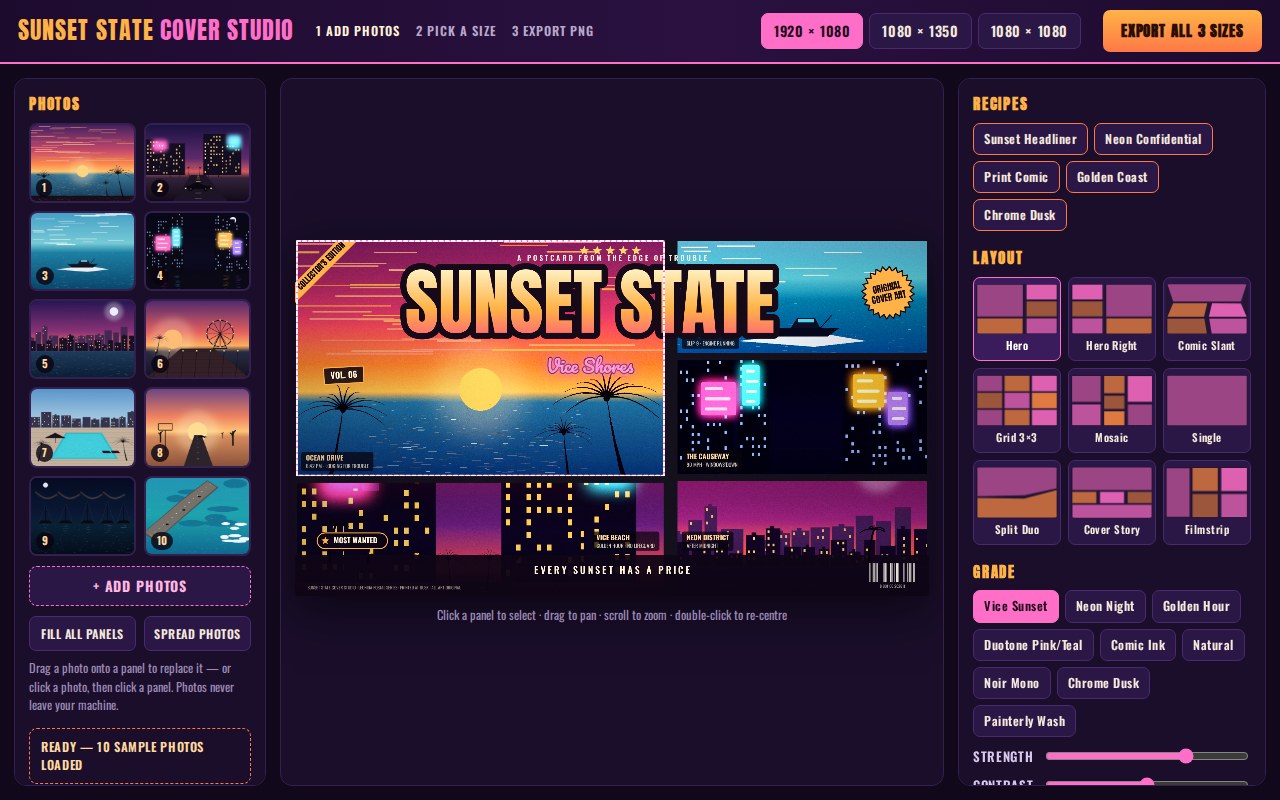 SUNSET STATE COVER STUDIO
1 ADD PHOTOS
2 PICK A SIZE
3 EXPORT PNG
1920 × 1080
1080 × 1350
1080 × 1080
EXPORT ALL 3 SIZES
PHOTOS
1
2
3
4
5
6
7
8
9
10
+ ADD PHOTOS
FILL ALL PANELS
SPREAD PHOTOS
Drag a photo onto a panel to replace it — or
click a photo, then click a panel. Photos never
leave your machine.
READY — 10 SAMPLE PHOTOS
LOADED
COLLECTOR'S EDITION
A POSTCARD FROM THE EDGE OF TROUBLE
SUNSET STATE
Vice Shores
VOL. 06
ORIGINAL
COVER ART
OCEAN DRIVE
THE CAUSEWAY
MOST WANTED
VICE BEACH
NEON DISTRICT
AFTER MIDNIGHT
EVERY SUNSET HAS A PRICE
Click a panel to select · drag to pan · scroll to zoom · double-click to re-centre
RECIPES
Sunset Headliner
Neon Confidential
Print Comic
Golden Coast
Chrome Dusk
LAYOUT
Hero
Hero Right
Comic Slant
Grid 3×3
Mosaic
Single
Split Duo
Cover Story
Filmstrip
GRADE
Vice Sunset
Neon Night
Golden Hour
Duotone Pink/Teal
Comic Ink
Natural
Noir Mono
Chrome Dusk
Painterly Wash
STRENGTH
CONTRAST